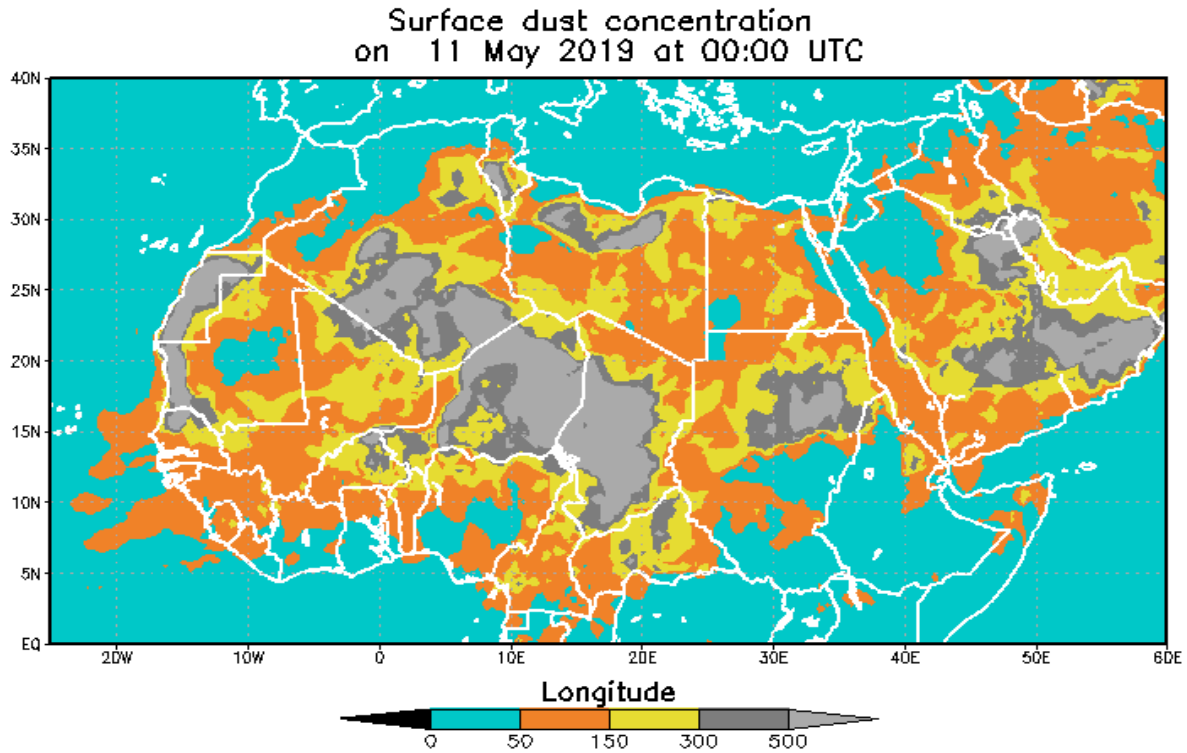 Surface dust concentration
on 11 May 2019 at 00:00 UTC
40N
35N
30N
25N
20N
15N
10N
5N
EQ
20W 10W 0 10E 20E 30E 40E 50E 60E
Longitude
0 50 150 300 500